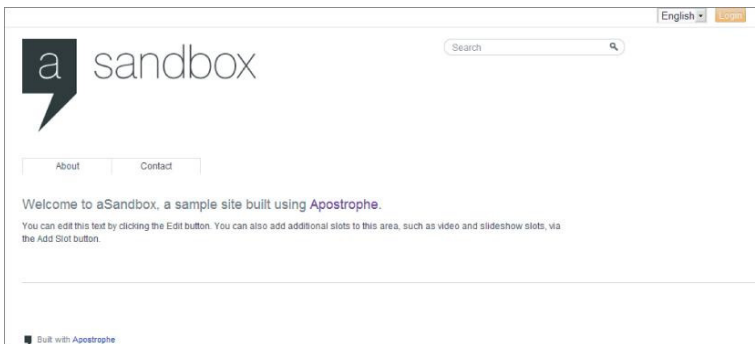 English Login
Search
a sandbox
About Contact
Welcome to aSandbox, a sample site built using Apostrophe.
You can edit this text by clicking the Edit button. You can also add additional slots to this area, such as video and slideshow slots, via
the Add Slot button.
Built with Apostrophe